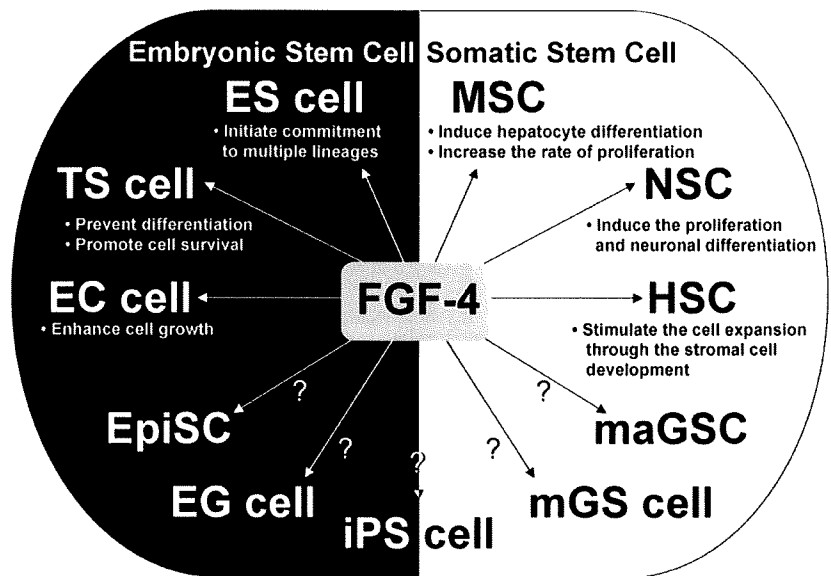 Embryonic Stem Cell Somatic Stem Cell
ES cell
• Initiate commitment
to multiple lineages
MSC
• Induce hepatocyte differentiation
• Increase the rate of proliferation
TS cell
• Prevent differentiation
• Promote cell survival
NSC
• Induce the proliferation
and neuronal differentiation
EC cell
• Enhance cell growth
FGF-4
HSC
• Stimulate the cell expansion
through the stromal cell
development
?
?
EpiSC
maGSC
?
?
?
EG cell
iPS cell
mGS cell